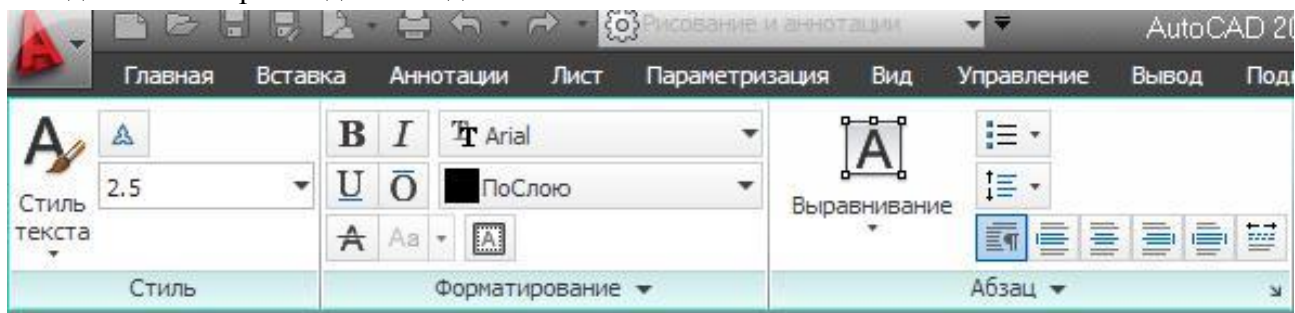 Рисование и аннотации
AutoCAD 20
Главная Вставка Аннотации Лист Параметризация Вид Управление Вывод
Стиль текста
2.5
B I Arial
U O ПоСлою
A Aa A
Выравнивание
Стиль Форматирование Абзац